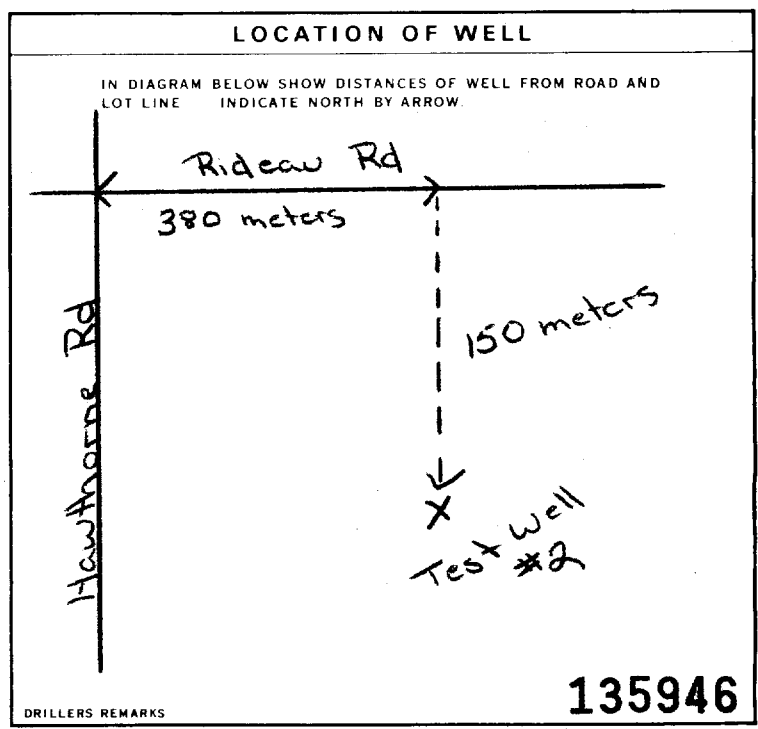 LOCATION OF WELL
IN DIAGRAM BELOW SHOW DISTANCES OF WELL FROM ROAD AND
LOT LINE INDICATE NORTH BY ARROW.
Rideau Rd
380 meters
Hawthorne Rd
150 meters
X
Test Well
#2
DRILLERS REMARKS
135946